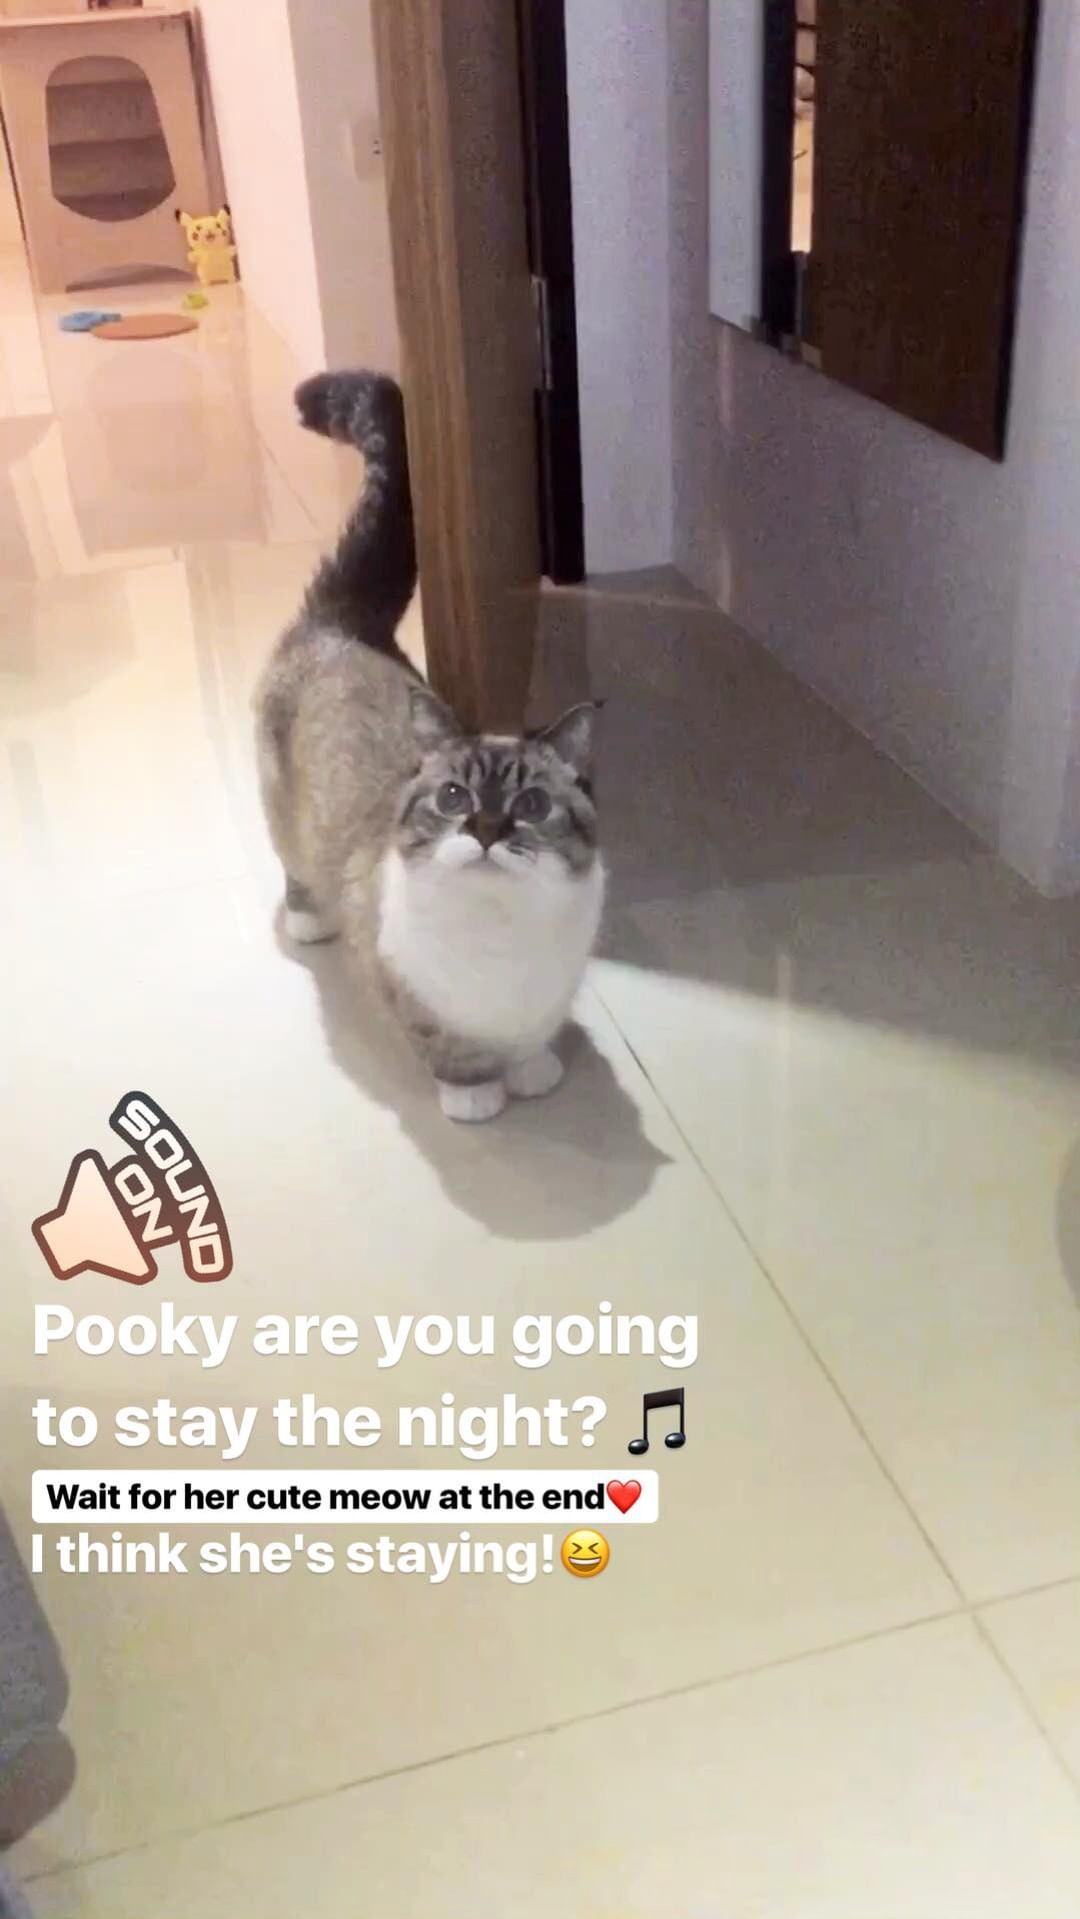 SOUND
ON
Pooky are you going
to stay the night? 🎵
Wait for her cute meow at the end❤️
I think she's staying!😆